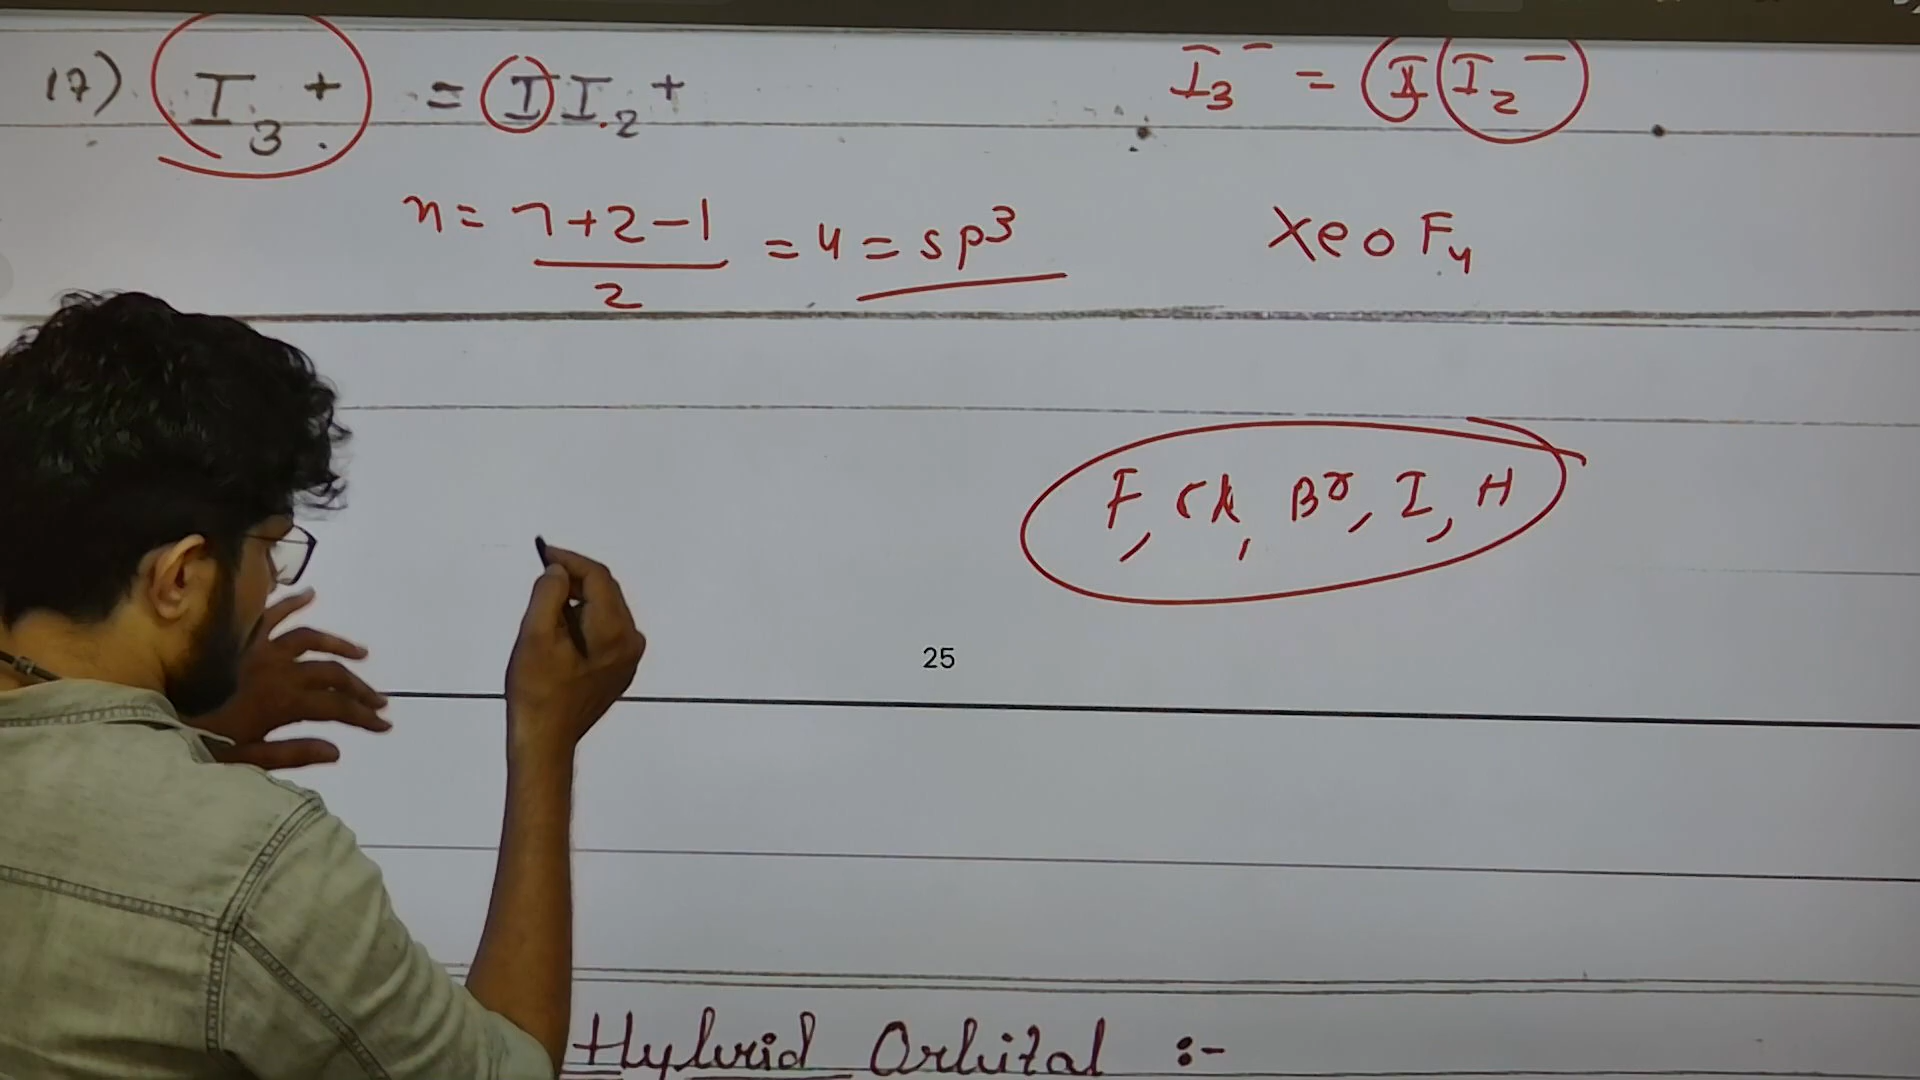 17) I3+ = I I2+
I3- = I I2-
n = 7+2-1 / 2 = 4 = sp3
XeOF4
F, Cl, Br, I, H
25
Hybrid Orbital :-